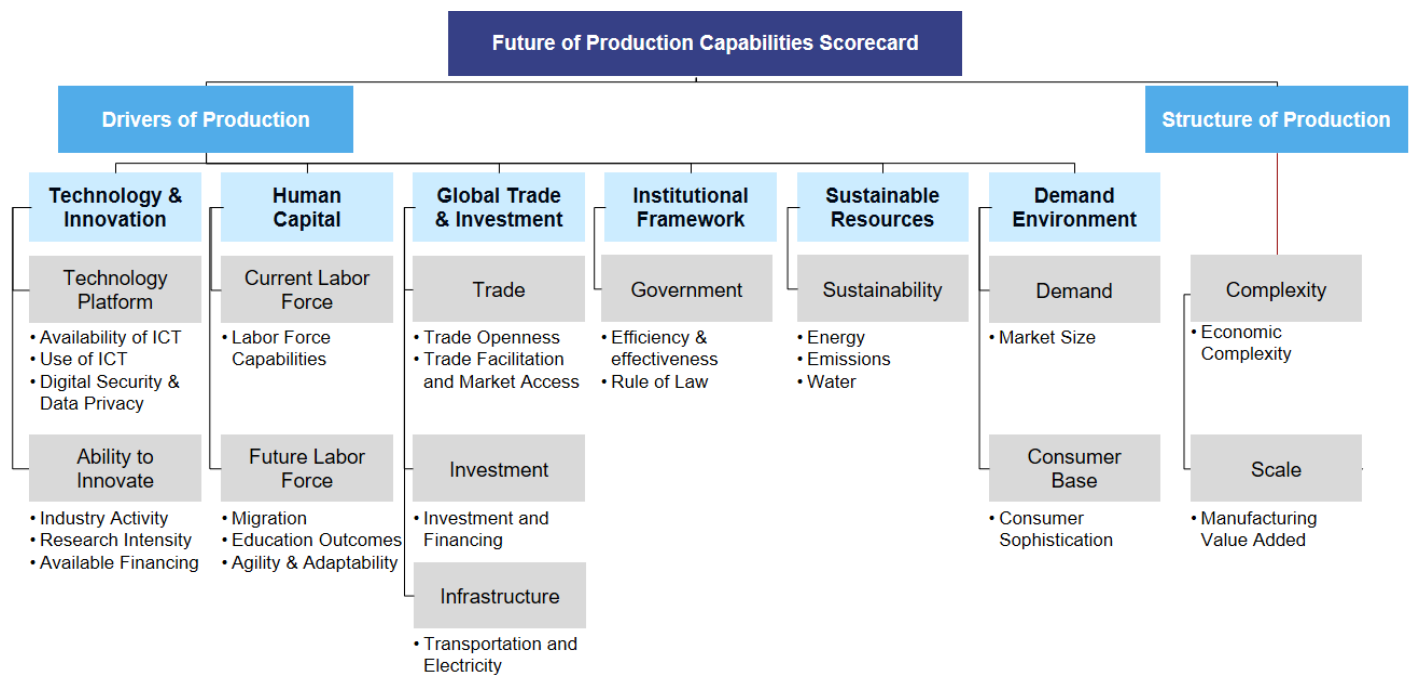 Future of Production Capabilities Scorecard
Drivers of Production
Structure of Production
Technology &
Innovation
Human
Capital
Global Trade
& Investment
Institutional
Framework
Sustainable
Resources
Demand
Environment
Technology
Platform
• Availability of ICT
• Use of ICT
• Digital Security &
Data Privacy
Ability to
Innovate
• Industry Activity
• Research Intensity
• Available Financing
Current Labor
Force
• Labor Force
Capabilities
Future Labor
Force
• Migration
• Education Outcomes
• Agility & Adaptability
Trade
• Trade Openness
• Trade Facilitation
and Market Access
Investment
• Investment and
Financing
Infrastructure
• Transportation and
Electricity
Government
• Efficiency &
effectiveness
• Rule of Law
Sustainability
• Energy
• Emissions
• Water
Demand
• Market Size
Consumer
Base
• Consumer
Sophistication
Complexity
• Economic
Complexity
Scale
• Manufacturing
Value Added